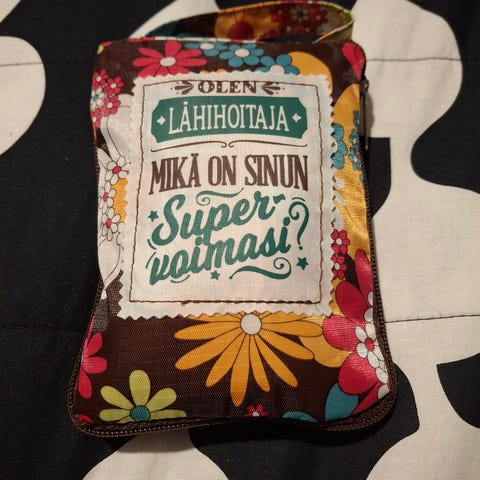 OLEN
LÄHIHOITAJA
MIKÄ ON SINUN
Super-
voimasi?